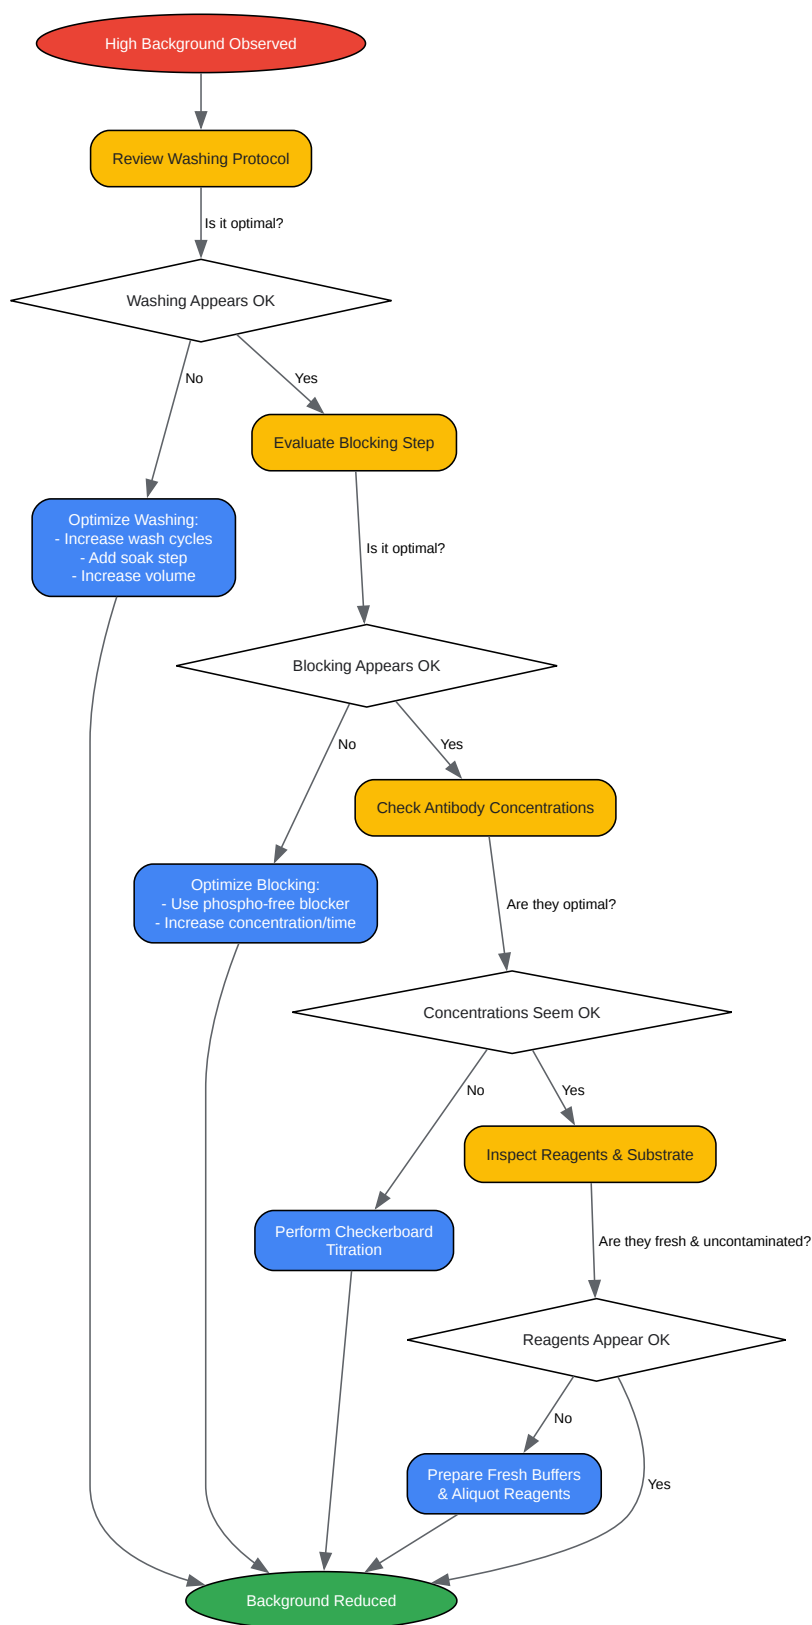 High Background Observed
Review Washing Protocol
Is it optimal?
Washing Appears OK
No
Yes
Evaluate Blocking Step
Optimize Washing:
- Increase wash cycles
- Add soak step
- Increase volume
Is it optimal?
Blocking Appears OK
No
Yes
Check Antibody Concentrations
Optimize Blocking:
- Use phospho-free blocker
- Increase concentration/time
Are they optimal?
Concentrations Seem OK
No
Yes
Inspect Reagents & Substrate
Perform Checkerboard
Titration
Are they fresh & uncontaminated?
Reagents Appear OK
No
Prepare Fresh Buffers
& Aliquot Reagents
Yes
Background Reduced